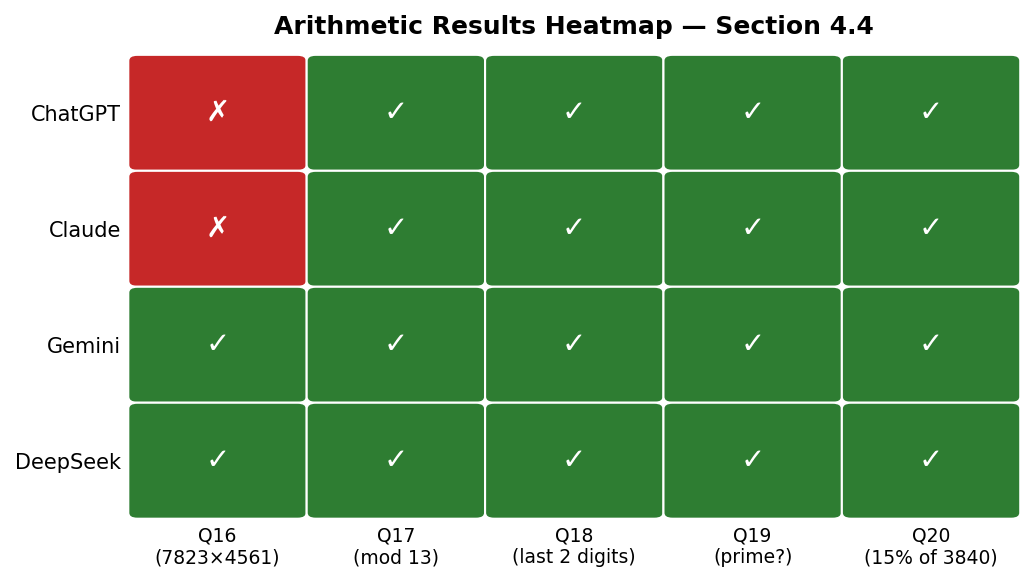 Arithmetic Results Heatmap — Section 4.4
ChatGPT ✗ ✓ ✓ ✓ ✓
Claude ✗ ✓ ✓ ✓ ✓
Gemini ✓ ✓ ✓ ✓ ✓
DeepSeek ✓ ✓ ✓ ✓ ✓
Q16 Q17 Q18 Q19 Q20
(7823×4561) (mod 13) (last 2 digits) (prime?) (15% of 3840)